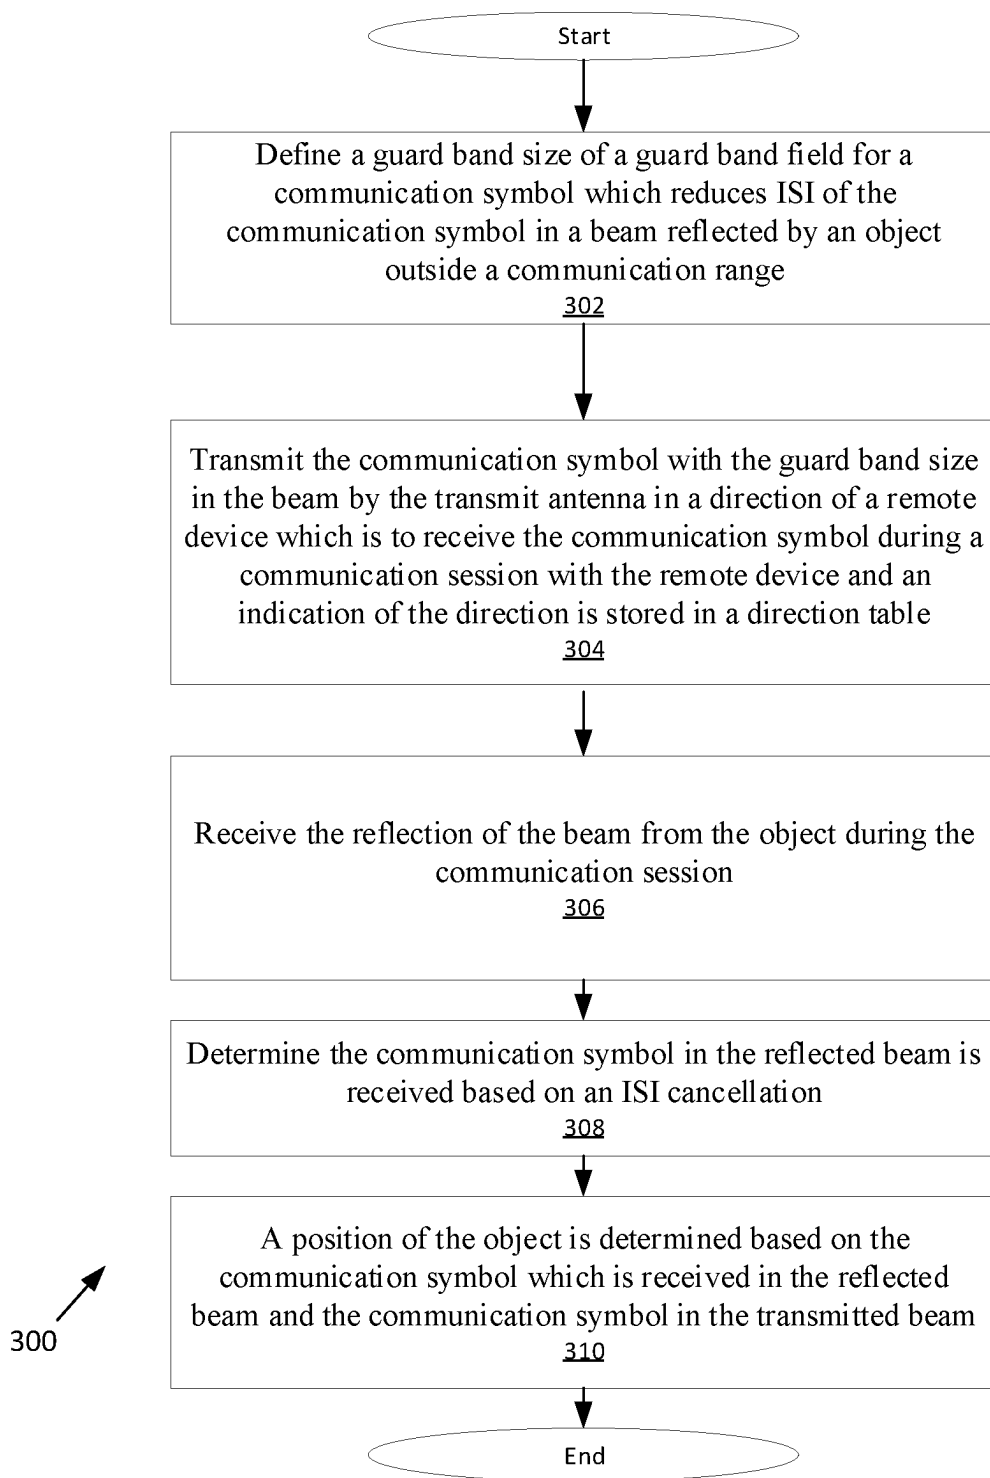 Start
Define a guard band size of a guard band field for a
communication symbol which reduces ISI of the
communication symbol in a beam reflected by an object
outside a communication range
302
Transmit the communication symbol with the guard band size
in the beam by the transmit antenna in a direction of a remote
device which is to receive the communication symbol during a
communication session with the remote device and an
indication of the direction is stored in a direction table
304
Receive the reflection of the beam from the object during the
communication session
306
Determine the communication symbol in the reflected beam is
received based on an ISI cancellation
308
A position of the object is determined based on the
communication symbol which is received in the reflected
beam and the communication symbol in the transmitted beam
310
300
End